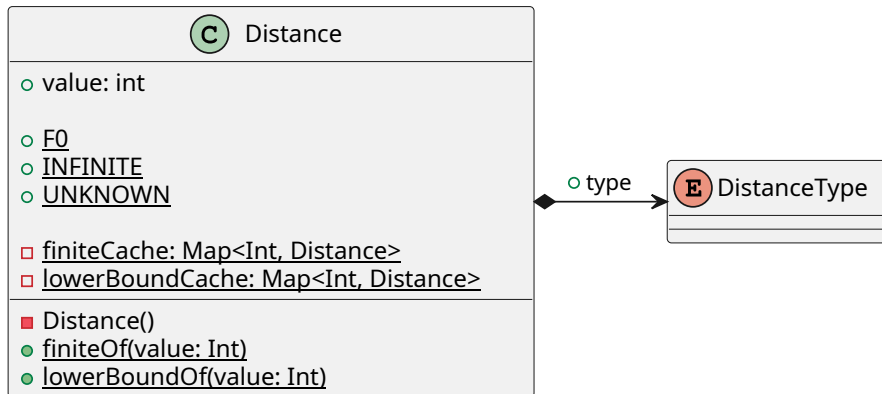 C Distance
value: int
F0
INFINITE
UNKNOWN
finiteCache: Map<Int, Distance>
lowerBoundCache: Map<Int, Distance>
Distance()
finiteOf(value: Int)
lowerBoundOf(value: Int)
type
E DistanceType